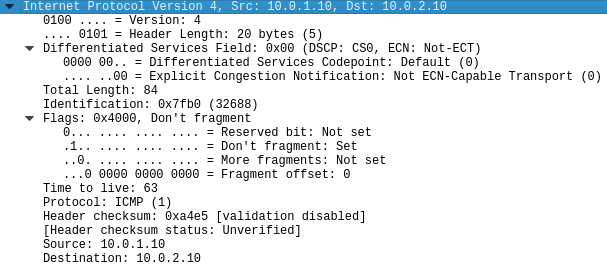 Internet Protocol Version 4, Src: 10.0.1.10, Dst: 10.0.2.10
0100 .... = Version: 4
.... 0101 = Header Length: 20 bytes (5)
Differentiated Services Field: 0x00 (DSCP: CS0, ECN: Not-ECT)
0000 00.. = Differentiated Services Codepoint: Default (0)
.... ..00 = Explicit Congestion Notification: Not ECN-Capable Transport (0)
Total Length: 84
Identification: 0x7fb0 (32688)
Flags: 0x4000, Don't fragment
0... .... .... .... = Reserved bit: Not set
.1.. .... .... .... = Don't fragment: Set
..0. .... .... .... = More fragments: Not set
...0 0000 0000 0000 = Fragment offset: 0
Time to live: 63
Protocol: ICMP (1)
Header checksum: 0xa4e5 [validation disabled]
[Header checksum status: Unverified]
Source: 10.0.1.10
Destination: 10.0.2.10